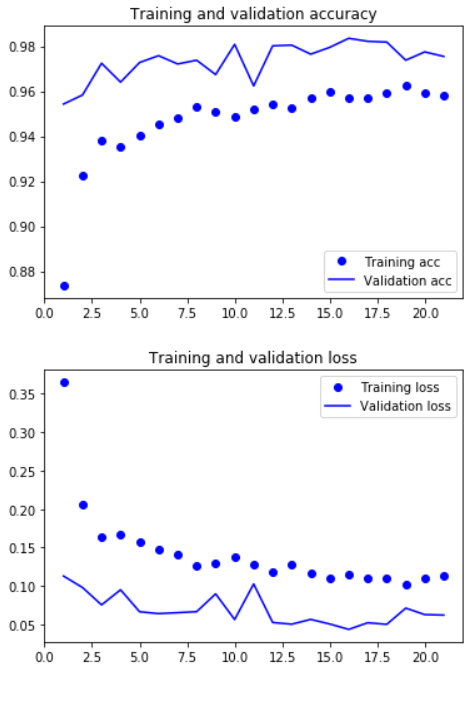 Training and validation accuracy
0.98
0.96
0.94
0.92
0.90
0.88
Training acc
Validation acc
0.0 2.5 5.0 7.5 10.0 12.5 15.0 17.5 20.0
Training and validation loss
0.35
0.30
0.25
0.20
0.15
0.10
0.05
Training loss
Validation loss
0.0 2.5 5.0 7.5 10.0 12.5 15.0 17.5 20.0